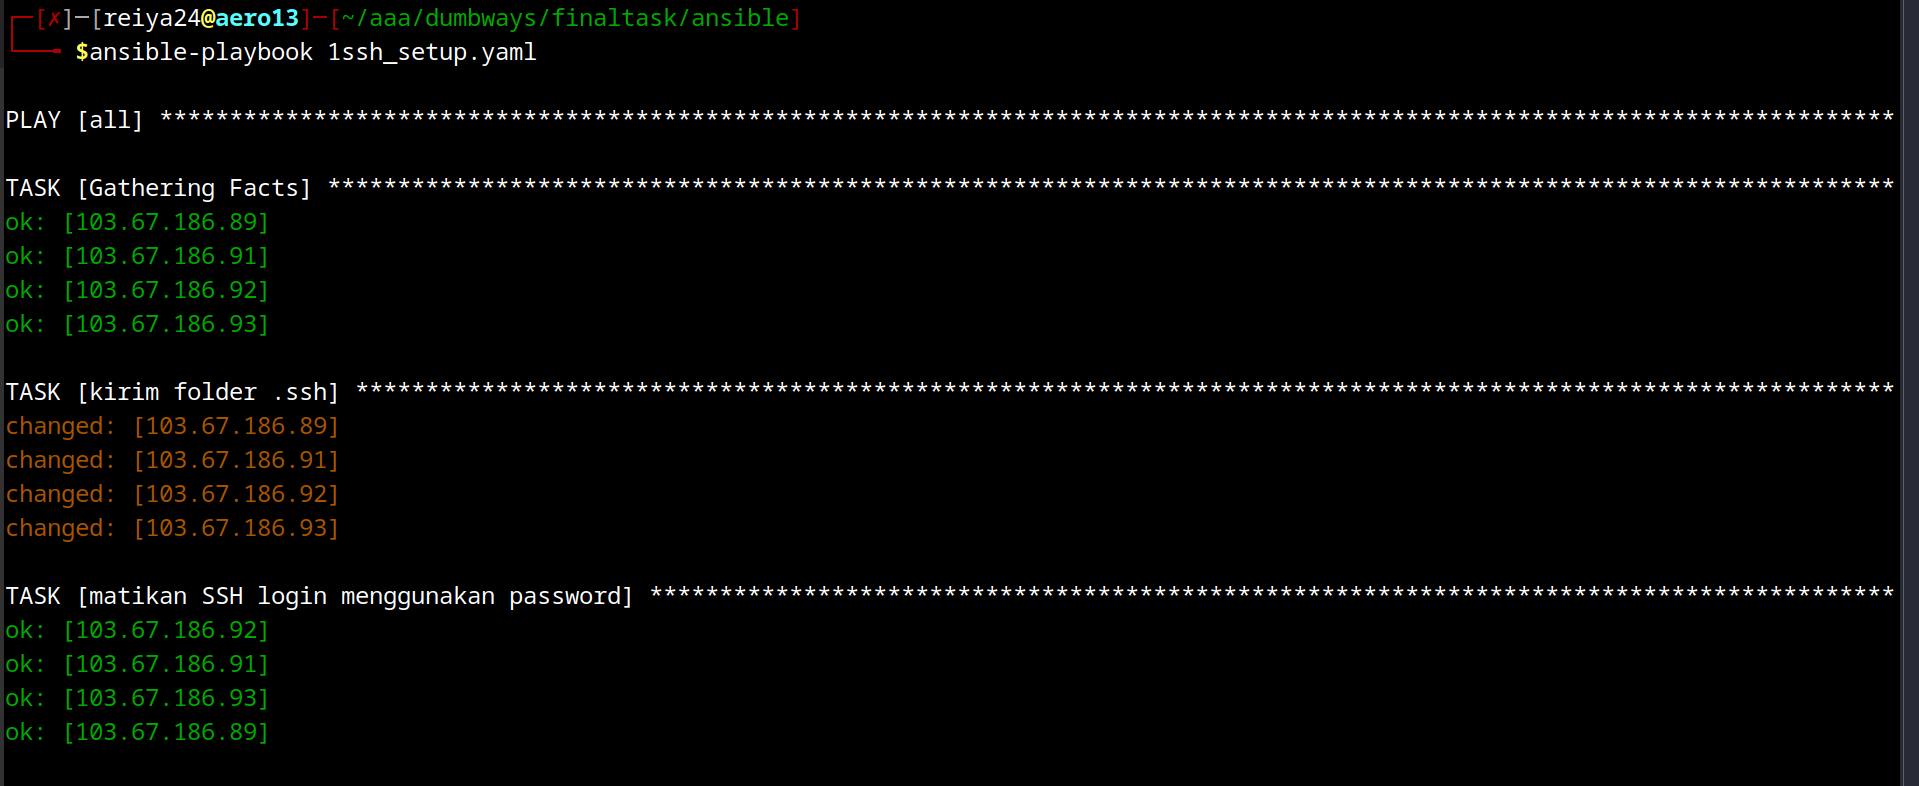 ┌─[✗]─[reiya24@aero13]─[~/aaa/dumbways/finaltask/ansible]
└──╼ $ansible-playbook 1ssh_setup.yaml
PLAY [all] ****************************************************************************************************************************
TASK [Gathering Facts] ****************************************************************************************************************
ok: [103.67.186.89]
ok: [103.67.186.91]
ok: [103.67.186.92]
ok: [103.67.186.93]
TASK [kirim folder .ssh] **************************************************************************************************************
changed: [103.67.186.89]
changed: [103.67.186.91]
changed: [103.67.186.92]
changed: [103.67.186.93]
TASK [matikan SSH login menggunakan password] *****************************************************************************************
ok: [103.67.186.92]
ok: [103.67.186.91]
ok: [103.67.186.93]
ok: [103.67.186.89]